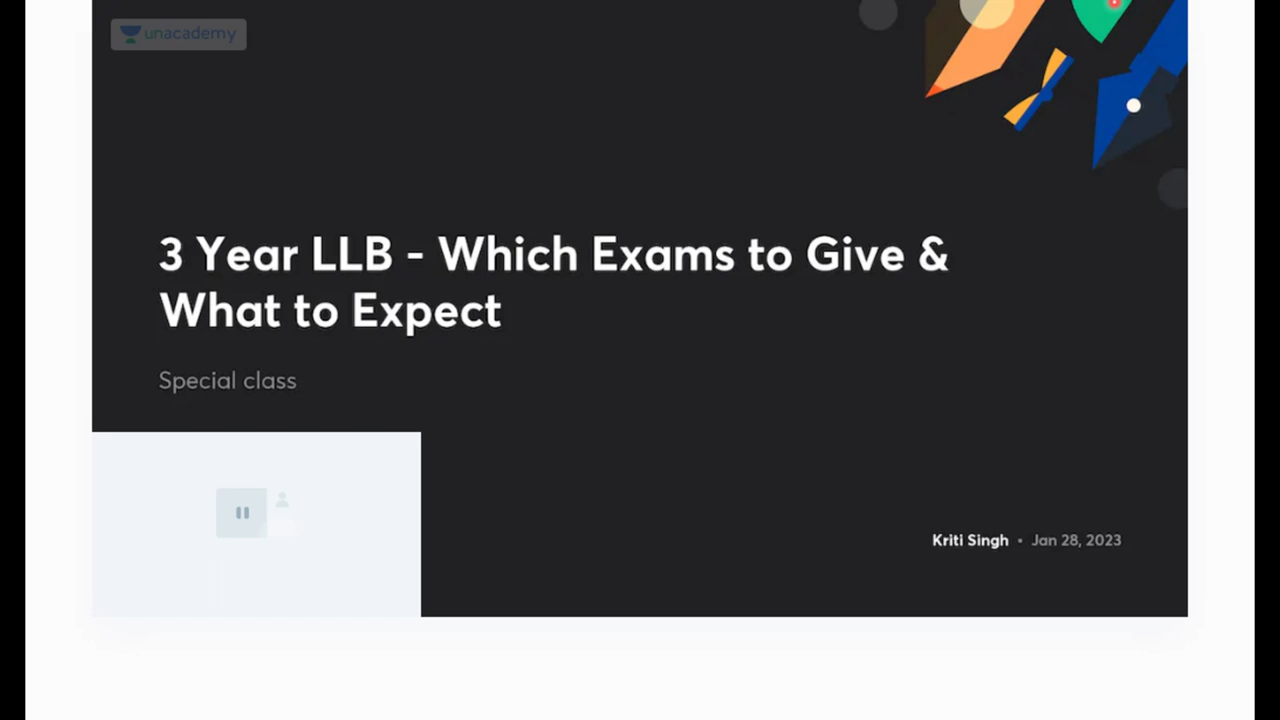 unacademy
3 Year LLB - Which Exams to Give &
What to Expect
Special class
Kriti Singh • Jan 28, 2023